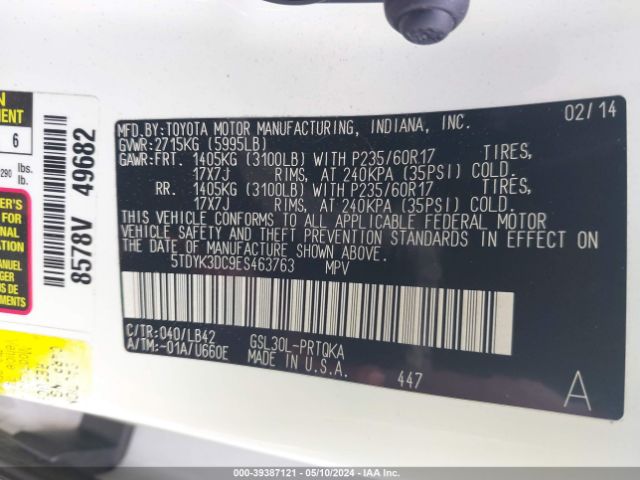 02/14
MFD.BY:TOYOTA MOTOR MANUFACTURING, INDIANA, INC.
GVWR:2715KG (5995LB)
GAWR:FRT. 1405KG (3100LB) WITH P235/60R17 TIRES,
17X7J RIMS, AT 240KPA (35PSI) COLD.
RR. 1405KG (3100LB) WITH P235/60R17 TIRES,
17X7J RIMS, AT 240KPA (35PSI) COLD.
THIS VEHICLE CONFORMS TO ALL APPLICABLE FEDERAL MOTOR
VEHICLE SAFETY AND THEFT PREVENTION STANDARDS IN EFFECT ON
THE DATE OF MANUFACTURE SHOWN ABOVE.
5TDYK3DC9ES463763 MPV
C/TR:040/LB42 GSL30L-PRTQKA
A/TM:-01A/U660E MADE IN U.S.A.
447
A
8578V 49682
6
290 lbs.
lb.
000-39387121 - 05/10/2024 - IAA Inc.